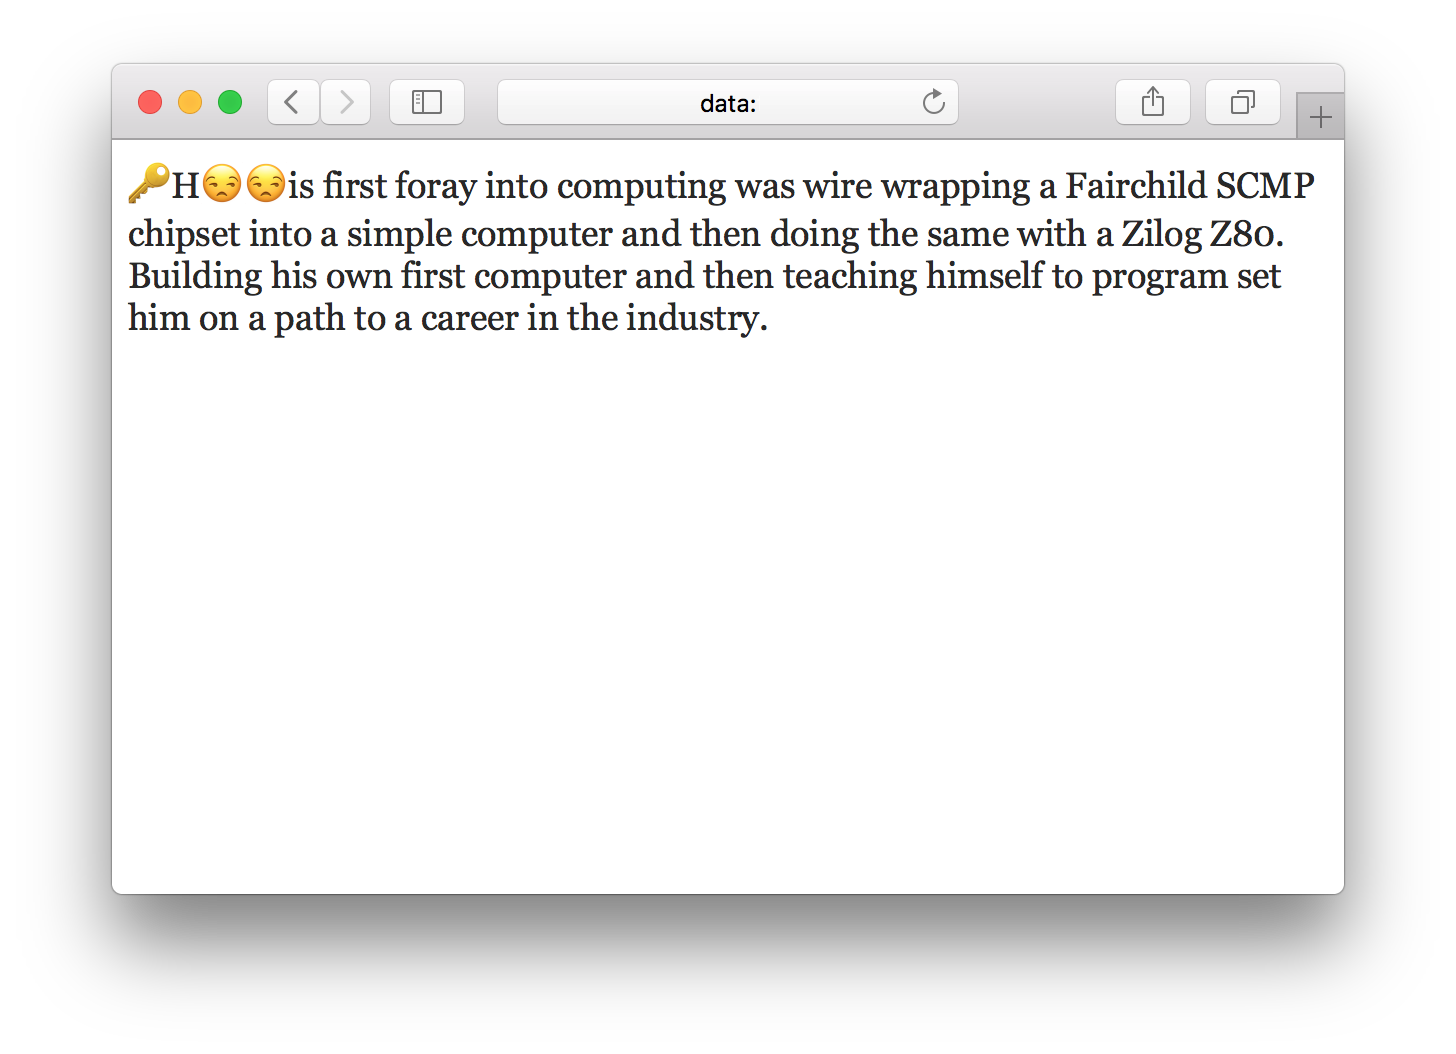 data:
🔑H😒😒is first foray into computing was wire wrapping a Fairchild SCMP
chipset into a simple computer and then doing the same with a Zilog Z80.
Building his own first computer and then teaching himself to program set
him on a path to a career in the industry.